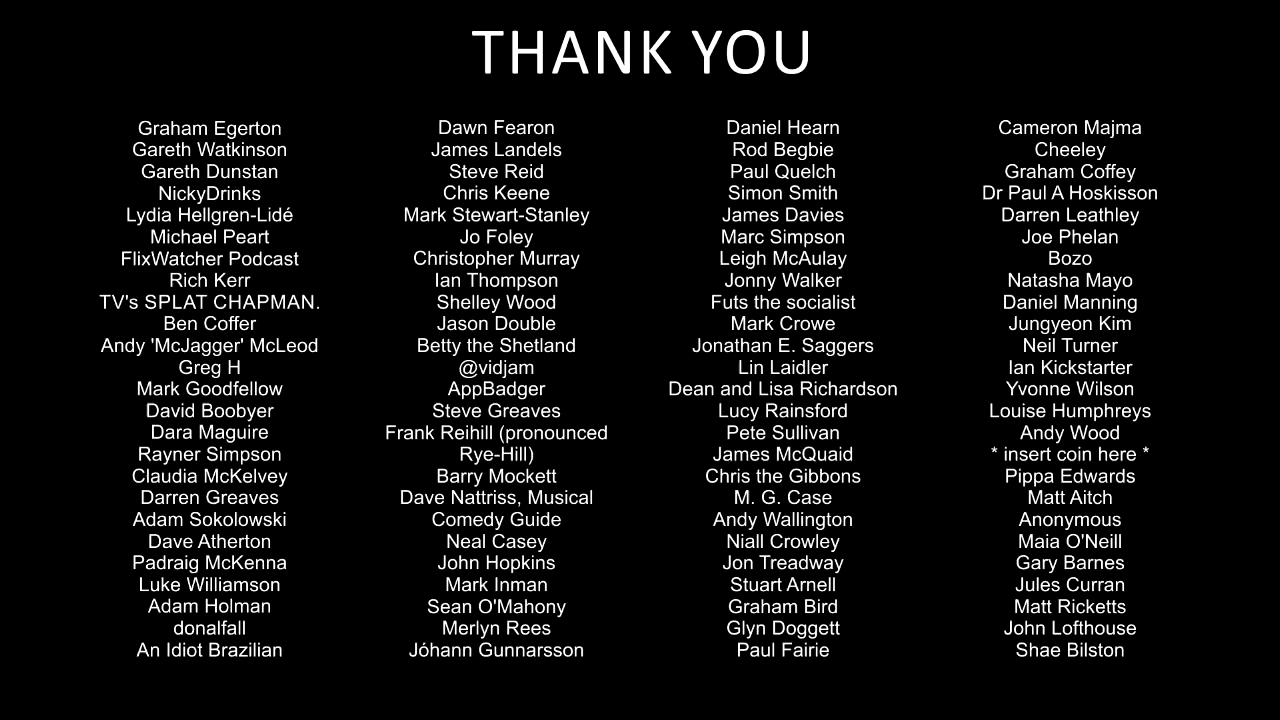 THANK YOU
Graham Egerton
Gareth Watkinson
Gareth Dunstan
NickyDrinks
Lydia Hellgren-Lidé
Michael Peart
FlixWatcher Podcast
Rich Kerr
TV's SPLAT CHAPMAN.
Ben Coffer
Andy 'McJagger' McLeod
Greg H
Mark Goodfellow
David Boobyer
Dara Maguire
Rayner Simpson
Claudia McKelvey
Darren Greaves
Adam Sokolowski
Dave Atherton
Padraig McKenna
Luke Williamson
Adam Holman
donalfall
An Idiot Brazilian
Dawn Fearon
James Landels
Steve Reid
Chris Keene
Mark Stewart-Stanley
Jo Foley
Christopher Murray
Ian Thompson
Shelley Wood
Jason Double
Betty the Shetland
@vidjam
AppBadger
Steve Greaves
Frank Reihill (pronounced
Rye-Hill)
Barry Mockett
Dave Nattriss, Musical
Comedy Guide
Neal Casey
John Hopkins
Mark Inman
Sean O'Mahony
Merlyn Rees
Jóhann Gunnarsson
Daniel Hearn
Rod Begbie
Paul Quelch
Simon Smith
James Davies
Marc Simpson
Leigh McAulay
Jonny Walker
Futs the socialist
Mark Crowe
Jonathan E. Saggers
Lin Laidler
Dean and Lisa Richardson
Lucy Rainsford
Pete Sullivan
James McQuaid
Chris the Gibbons
M. G. Case
Andy Wallington
Niall Crowley
Jon Treadway
Stuart Arnell
Graham Bird
Glyn Doggett
Paul Fairie
Cameron Majma
Cheeley
Graham Coffey
Dr Paul A Hoskisson
Darren Leathley
Joe Phelan
Bozo
Natasha Mayo
Daniel Manning
Jungyeon Kim
Neil Turner
Ian Kickstarter
Yvonne Wilson
Louise Humphreys
Andy Wood
* insert coin here *
Pippa Edwards
Matt Aitch
Anonymous
Maia O'Neill
Gary Barnes
Jules Curran
Matt Ricketts
John Lofthouse
Shae Bilston